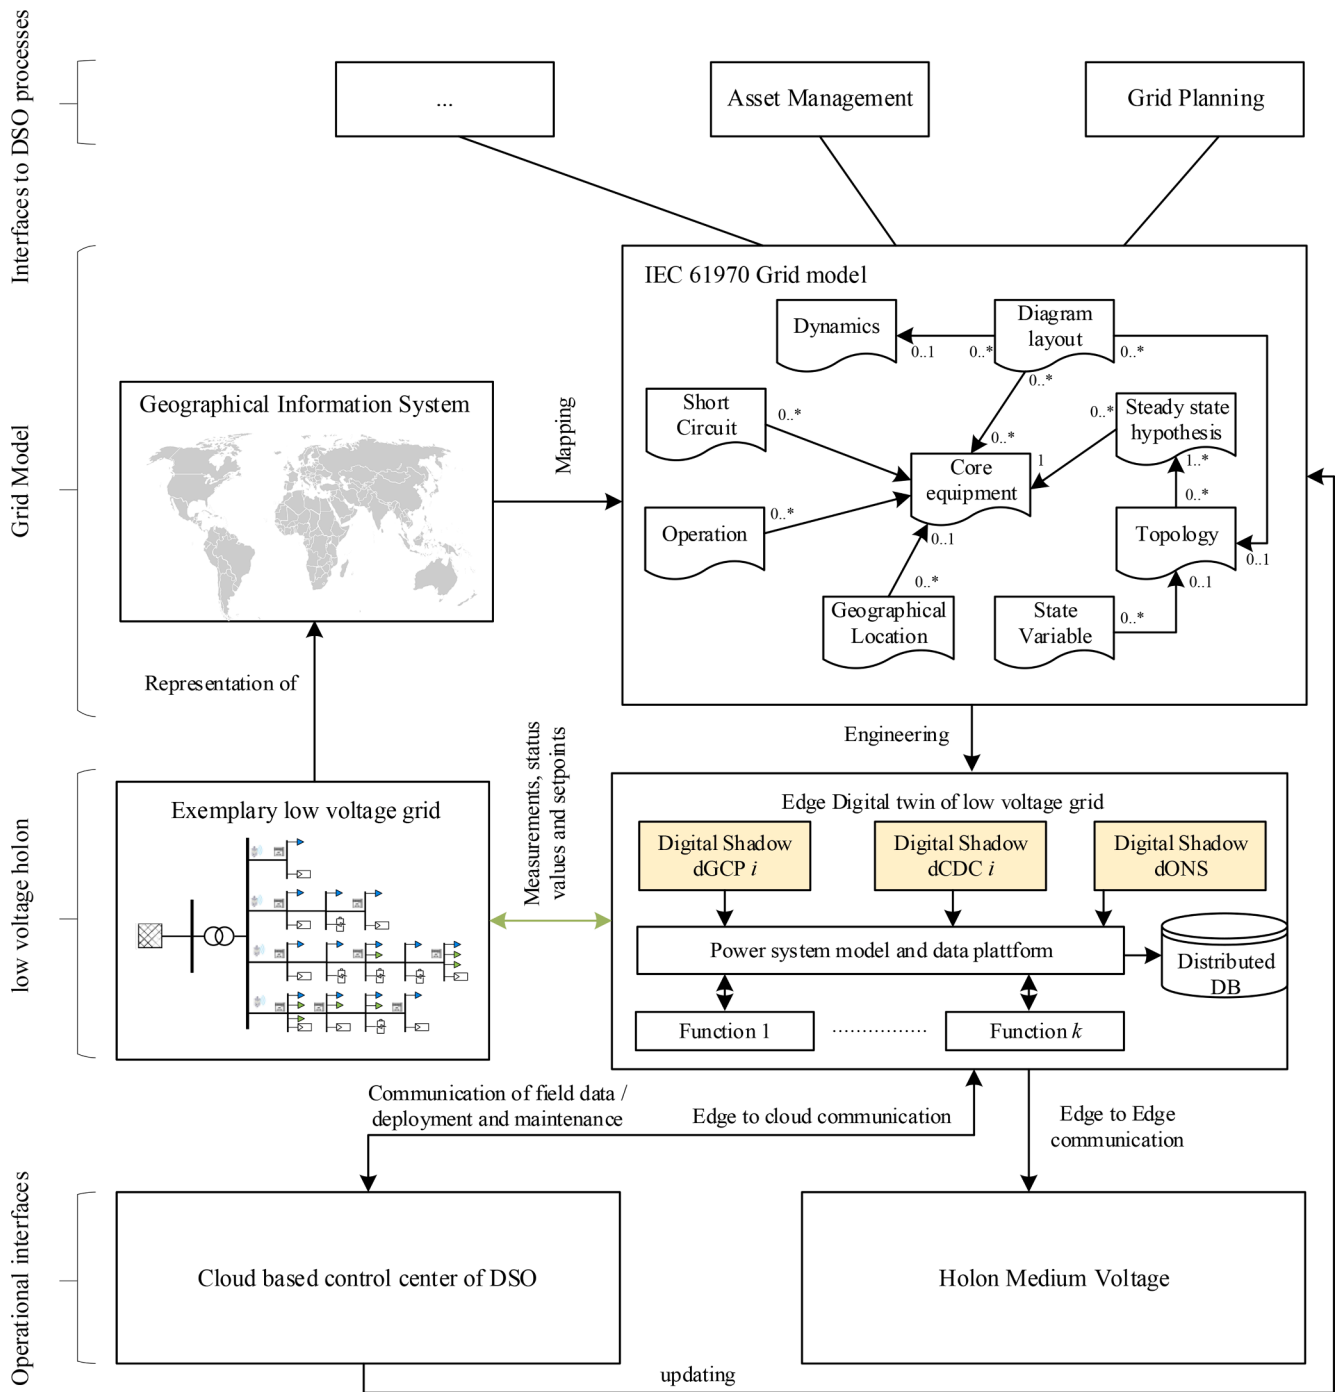 Interfaces to DSO processes
...
Asset Management
Grid Planning
Grid Model
Geographical Information System
Mapping
IEC 61970 Grid model
Dynamics
0..1
0..*
Diagram
layout
0..*
0..*
0..*
Short
Circuit
0..*
Core
equipment
1
0..*
Steady state
hypothesis
1..*
0..*
Operation
0..*
0..1
0..*
Geographical
Location
Topology
0..1
0..1
State
Variable
0..*
Representation of
Engineering
low voltage holon
Exemplary low voltage grid
Measurements, status
values and setpoints
Edge Digital twin of low voltage grid
Digital Shadow
dGCP i
Digital Shadow
dCDC i
Digital Shadow
dONS
Power system model and data plattform
Distributed
DB
Function 1
.................
Function k
Communication of field data /
deployment and maintenance
Edge to cloud communication
Edge to Edge
communication
Operational interfaces
Cloud based control center of DSO
Holon Medium Voltage
updating